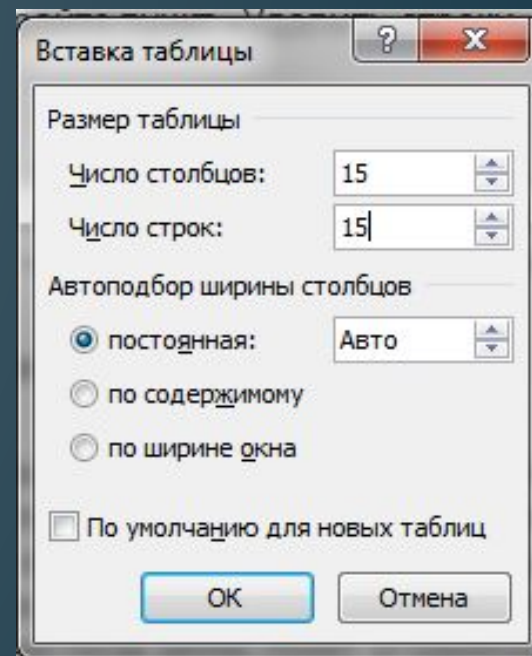 Вставка таблицы
?
X
Размер таблицы
Число столбцов: 15
Число строк: 15
Автоподбор ширины столбцов
постоянная: Авто
по содержимому
по ширине окна
По умолчанию для новых таблиц
ОК Отмена